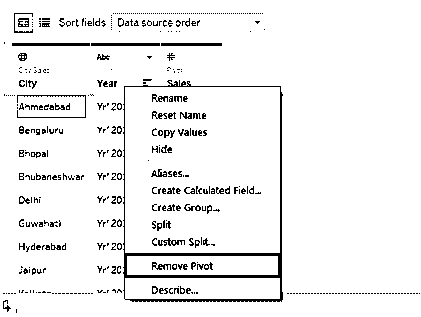 Sort fields Data source order
Abc
City Sales
City Year Sales
Ahmedabad Yr' 20
Bengaluru Yr' 20
Bhopal Yr' 20
Bhubaneshwar Yr' 20
Delhi Yr' 20
Guwahati Yr' 20
Hyderabad Yr' 20
Jaipur Yr' 20
Rename
Reset Name
Copy Values
Hide
Aliases...
Create Calculated Field...
Create Group...
Split
Custom Split...
Remove Pivot
Describe...